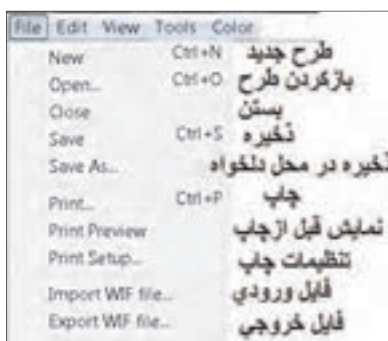 File Edit View Tools Color
New Ctrl+N طرح جدید
Open... Ctrl+O بازکردن طرح
Close بستن
Save Ctrl+S ذخیره
Save As... ذخیره در محل دلخواه
Print... Ctrl+P چاپ
Print Preview نمایش قبل ازچاپ
Print Setup... تنظیمات چاپ
Import WIF file... فایل ورودي
Export WIF file... فایل خروجي